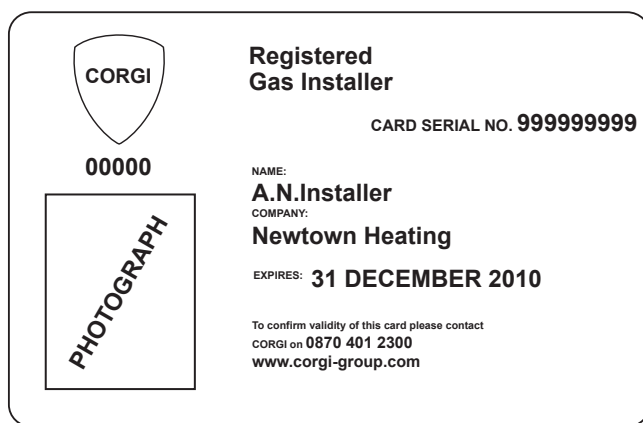 CORGI
00000
PHOTOGRAPH
Registered
Gas Installer
CARD SERIAL NO. 999999999
NAME:
A.N.Installer
COMPANY:
Newtown Heating
EXPIRES: 31 DECEMBER 2010
To confirm validity of this card please contact
CORGI on 0870 401 2300
www.corgi-group.com